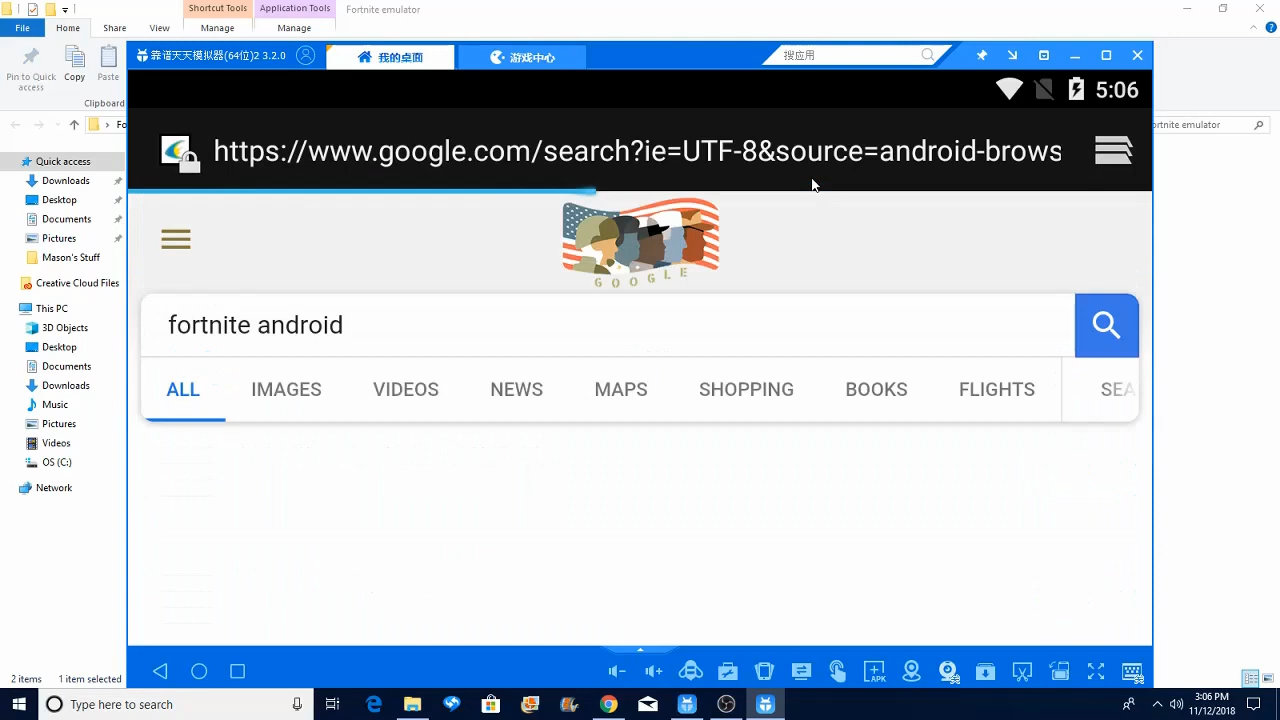 Shortcut Tools
Application Tools
Fortnite emulator
File
Home
Share
View
Manage
Manage
靠谱天天模拟器(64位)2 3.2.0
我的桌面
游戏中心
搜应用
Pin to Quick
access
Copy
Paste
Clipboard
5:06
Fo
ortnite emulator
https://www.google.com/search?ie=UTF-8&source=android-brows
GOOGLE
fortnite android
ALL
IMAGES
VIDEOS
NEWS
MAPS
SHOPPING
BOOKS
FLIGHTS
SEA
Quick access
Downloads
Desktop
Documents
Pictures
Mason's Stuff
Creative Cloud Files
This PC
3D Objects
Desktop
Documents
Downloads
Music
Pictures
Videos
OS (C:)
Network
+APK
2 items
1 item selected
Type here to search
3:06 PM
11/12/2018